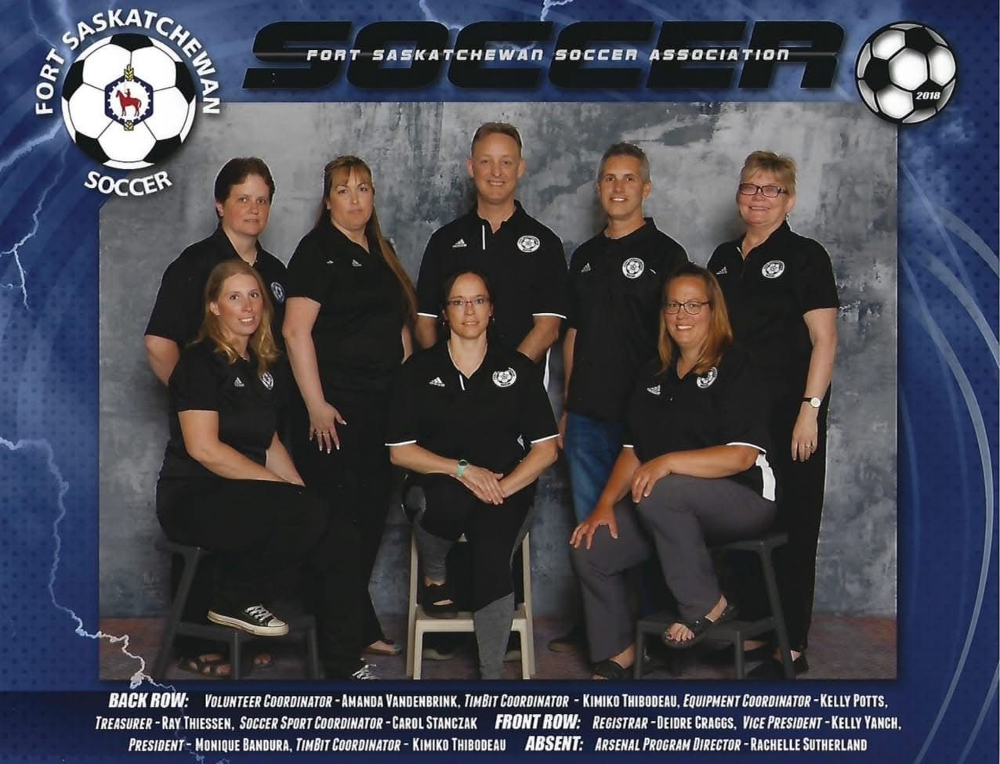 FORT SASKATCHEWAN
SOCCER
SOCCER
FORT SASKATCHEWAN SOCCER ASSOCIATION
2018
BACK ROW: VOLUNTEER COORDINATOR - AMANDA VANDENBRINK, TIMBIT COORDINATOR - KIMIKO THIBODEAU, EQUIPMENT COORDINATOR - KELLY POTTS,
TREASURER - RAY THIESSEN, SOCCER SPORT COORDINATOR - CAROL STANCZAK FRONT ROW: REGISTRAR - DEIDRE CRAGGS, VICE PRESIDENT - KELLY YANCH,
PRESIDENT - MONIQUE BANDURA, TIMBIT COORDINATOR - KIMIKO THIBODEAU ABSENT: ARSENAL PROGRAM DIRECTOR - RACHELLE SUTHERLAND